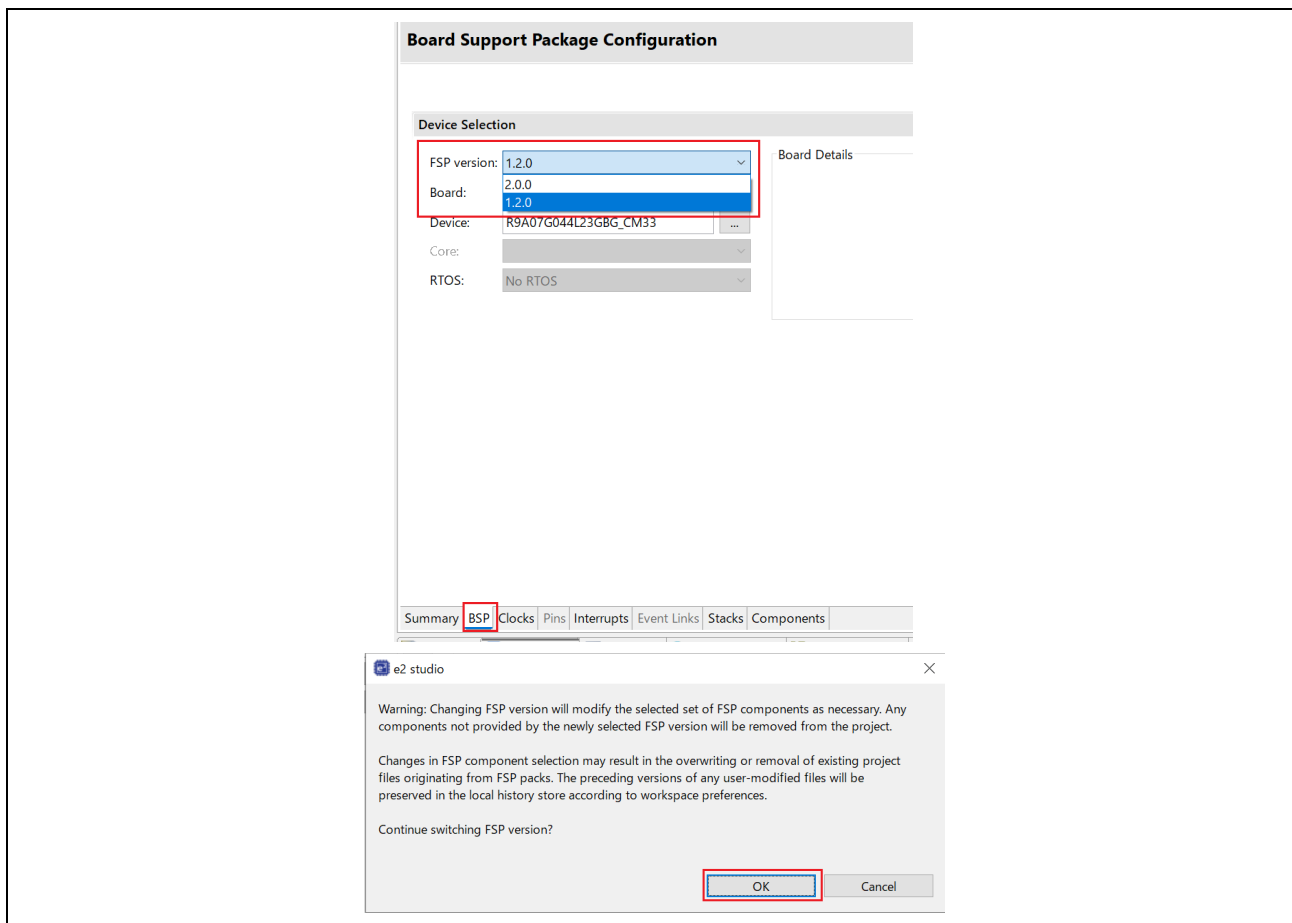 Board Support Package Configuration
Device Selection
FSP version: 1.2.0
Board Details
2.0.0
Board:
1.2.0
Device: R9A07G044L23GBG_CM33 ...
Core:
RTOS: No RTOS
Summary BSP Clocks Pins Interrupts Event Links Stacks Components
e2 studio
Warning: Changing FSP version will modify the selected set of FSP components as necessary. Any
components not provided by the newly selected FSP version will be removed from the project.
Changes in FSP component selection may result in the overwriting or removal of existing project
files originating from FSP packs. The preceding versions of any user-modified files will be
preserved in the local history store according to workspace preferences.
Continue switching FSP version?
OK Cancel